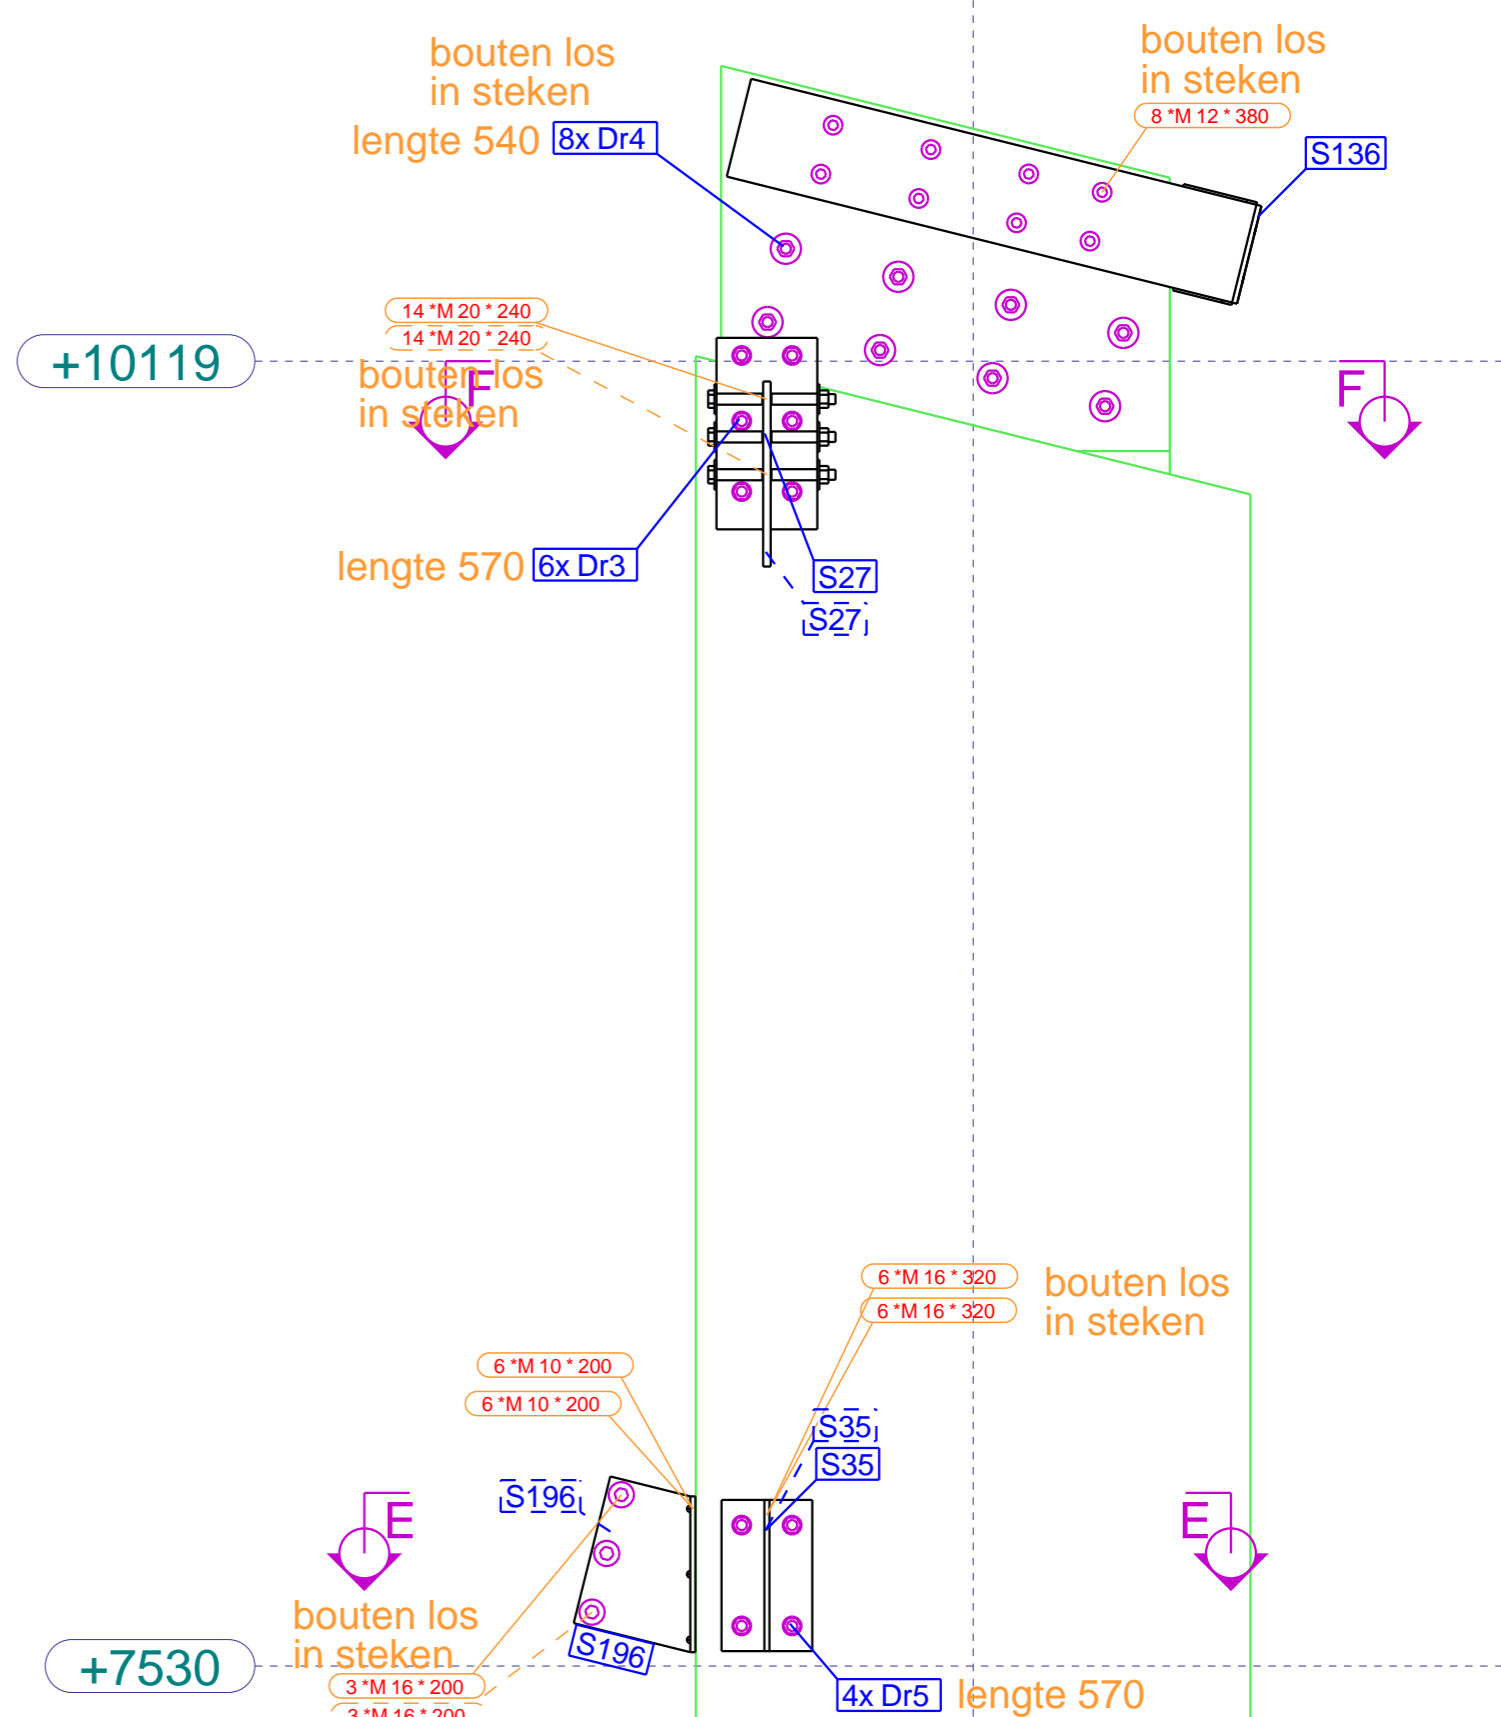 bouten los
in steken
lengte 540 8x Dr4
bouten los
in steken
8 *M 12 * 380
S136
14 *M 20 * 240
14 *M 20 * 240
+10119
bouten los
in steken
F
F
lengte 570 6x Dr3
S27
S27
6 *M 16 * 320
6 *M 16 * 320
bouten los
in steken
6 *M 10 * 200
6 *M 10 * 200
S35
S35
S196
E
E
bouten los
in steken
S196
+7530
3 *M 16 * 200
3 *M 16 * 200
4x Dr5 lengte 570